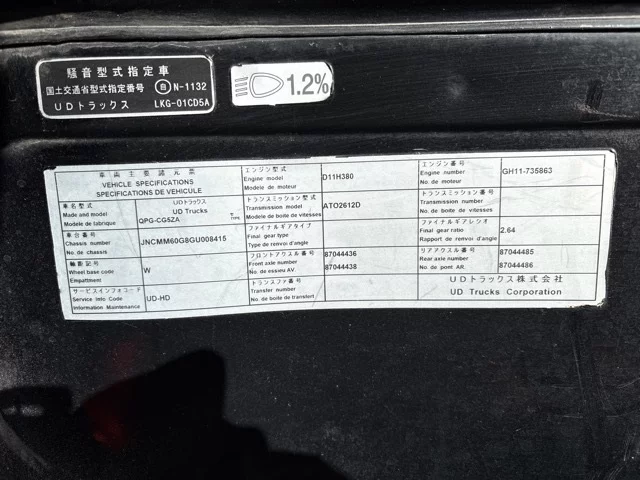 騒音型式指定車
国土交通省型式指定番号 自 N-1132
UDトラックス LKG-01CD5A
1.2%
車両主要諸元票
VEHICLE SPECIFICATIONS
SPECIFICATIONS DE VEHICULE
車名型式
Made and model
Modele de fabrique
UDトラックス
UD Trucks
QPG-CG5ZA
車台番号
Chassis number
No. de chassis
JNCMM60G8GU008415
軸距記号
Wheel base code
Empattment
W
サービスインフォコード
Service Info Code
Information Maintenance
UD-HD
エンジン型式
Engine model
Modele de moteur
D11H380
トランスミッション型式
Transmission model
Modele de boite de vitesses
ATO2612D
ファイナルギアタイプ
Final gear type
Type de renvoi d'angle
フロントアクスル番号
Front axle number
No de essieu AV.
87044436
87044438
トランスファ番号
Transfer number
No de boite de transfert
エンジン番号
Engine number
No. de moteur
GH11-735863
トランスミッション番号
Transmission number
No. de boite de vitesses
ファイナルギアレシオ
Final gear ratio
Rapport de renvoi d'angle
2.64
リヤアクスル番号
Rear axle number
No de pont AR.
87044485
87044486
UDトラックス株式会社
UD Trucks Corporation